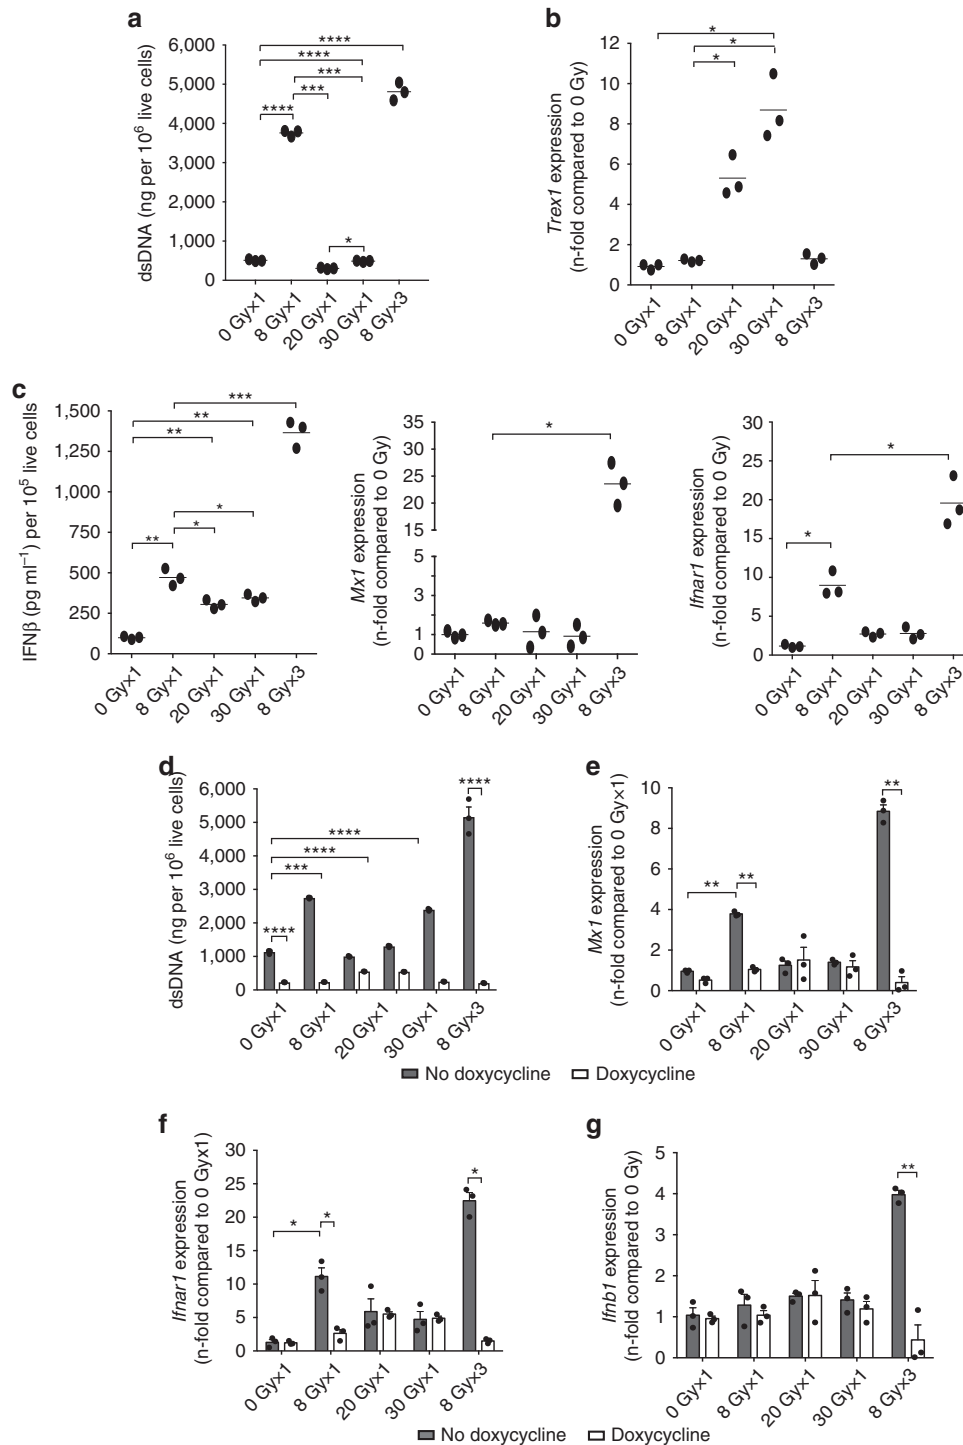 a
dsDNA (ng per 10⁶ live cells)
6,000
5,000
4,000
3,000
2,000
1,000
0
****
****
***
***
****
*
0 Gy×1
8 Gy×1
20 Gy×1
30 Gy×1
8 Gy×3
b
Trex1 expression
(n-fold compared to 0 Gy)
12
10
8
6
4
2
0
*
*
*
0 Gy×1
8 Gy×1
20 Gy×1
30 Gy×1
8 Gy×3
c
IFNβ (pg ml⁻¹) per 10⁵ live cells
1,500
1,250
1,000
750
500
250
0
***
**
**
*
*
**
0 Gy×1
8 Gy×1
20 Gy×1
30 Gy×1
8 Gy×3
Mx1 expression
(n-fold compared to 0 Gy)
35
30
25
20
15
5
3
2
1
0
*
0 Gy×1
8 Gy×1
20 Gy×1
30 Gy×1
8 Gy×3
Ifnar1 expression
(n-fold compared to 0 Gy)
30
25
20
15
10
5
0
*
*
0 Gy×1
8 Gy×1
20 Gy×1
30 Gy×1
8 Gy×3
d
dsDNA (ng per 10⁶ live cells)
6,000
5,000
4,000
3,000
2,000
1,000
0
****
****
****
***
****
0 Gy×1
8 Gy×1
20 Gy×1
30 Gy×1
8 Gy×3
e
Mx1 expression
(n-fold compared to 0 Gy×1)
10
8
6
4
2
0
**
**
**
0 Gy×1
8 Gy×1
20 Gy×1
30 Gy×1
8 Gy×3
No doxycycline
Doxycycline
f
Ifnar1 expression
(n-fold compared to 0 Gyx1)
30
25
20
15
10
5
0
*
*
*
0 Gy×1
8 Gy×1
20 Gy×1
30 Gy×1
8 Gy×3
g
Ifnb1 expression
(n-fold compared to 0 Gy)
5
4
3
2
1
0
**
0 Gy×1
8 Gy×1
20 Gy×1
30 Gy×1
8 Gy×3
No doxycycline
Doxycycline